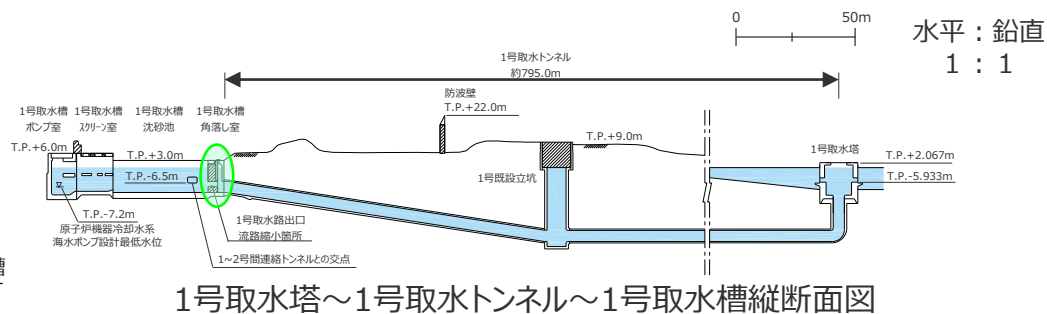 0 50m
水平：鉛直
1：1
1号取水トンネル
約795.0m
防波壁
T.P.+22.0m
1号取水槽 1号取水槽 1号取水槽 1号取水槽
ポンプ室 スクリーン室 沈砂池 角落し室
T.P.+6.0m
T.P.+3.0m
T.P.+9.0m
1号取水塔
T.P.+2.067m
T.P.-6.5m
1号既設立坑
T.P.-5.933m
T.P.-7.2m
原子炉機器冷却水系
海水ポンプ設計最低水位
1号取水路出口
流路縮小箇所
1~2号間連絡トンネルとの交点
槽
1号取水塔～1号取水トンネル～1号取水槽縦断面図